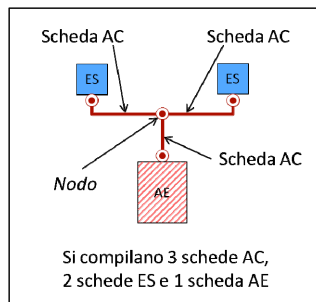 Scheda AC Scheda AC
ES ES
Scheda AC
Nodo
AE
Si compilano 3 schede AC,
2 schede ES e 1 scheda AE